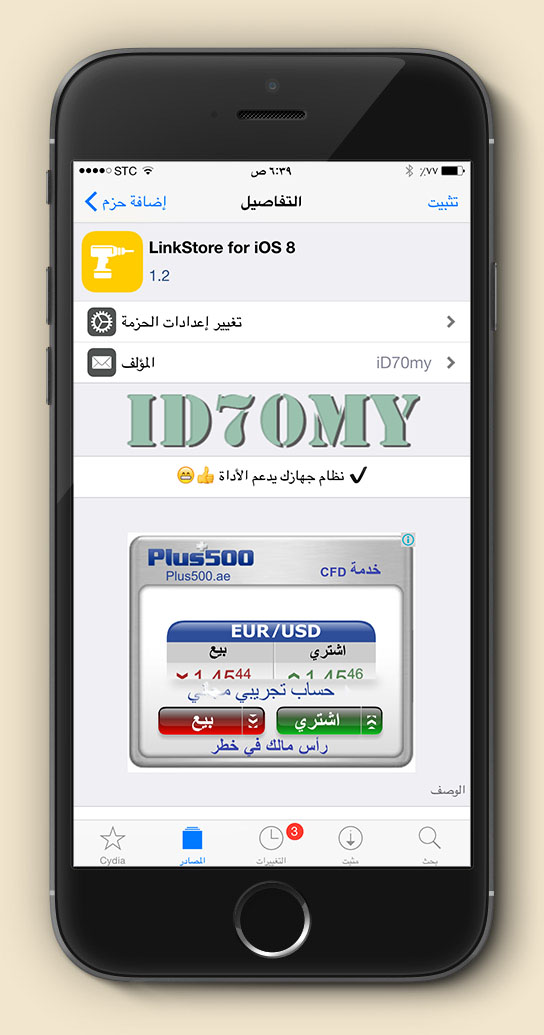 STC ٦:٣٩ ص ٪٧٧
إضافة حزم التفاصيل تثبيت
LinkStore for iOS 8
1.2
تغيير إعدادات الحزمة
المؤلف iD70my
ID70MY
✔ نظام جهازك يدعم الأداة 👍😁
Plus500
Plus500.ae
خدمة CFD
EUR/USD
بيع اشتري
1.4544 1.4546
حساب تجريبي مجاني
بيع اشتري
رأس مالك في خطر
الوصف
3
Cydia المصادر التغييرات مثبت بحث